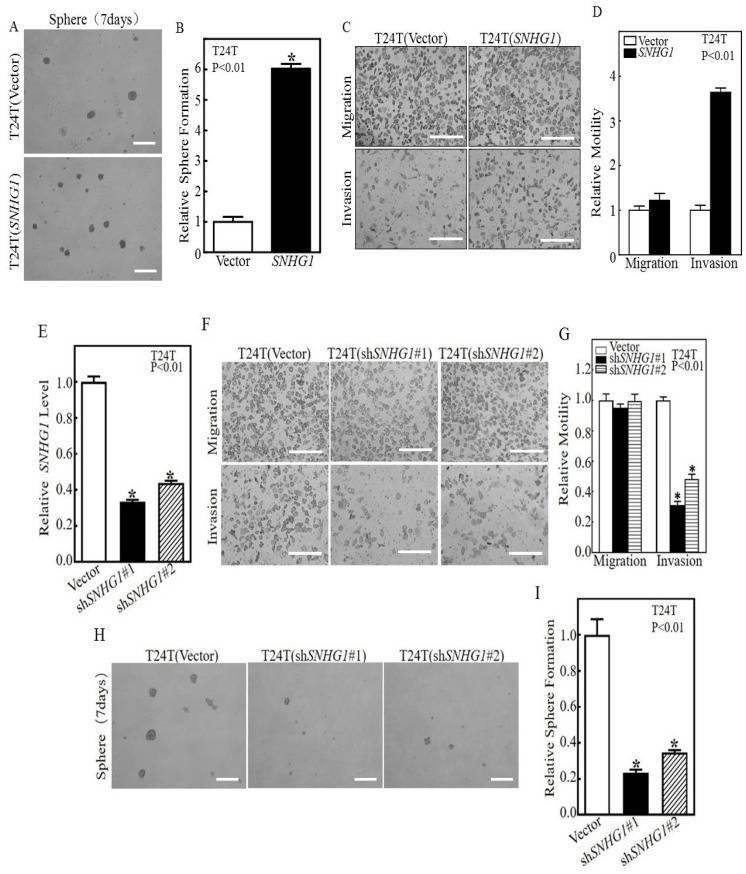 A
Sphere（7days）
T24T(Vector)
T24T(SNHG1)
B
T24T
P<0.01
*
Relative Sphere Formation
6
5
4
3
2
1
0
Vector
SNHG1
C
T24T(Vector)
T24T(SNHG1)
Migration
Invasion
D
Vector
SNHG1
T24T
P<0.01
Relative Motility
4
3
2
1
0
Migration
Invasion
E
T24T
P<0.01
Relative SNHG1 Level
1.0
0.8
0.6
0.4
0.2
0.0
*
*
Vector
shSNHG1#1
shSNHG1#2
F
T24T(Vector)
T24T(shSNHG1#1)
T24T(shSNHG1#2)
Migration
Invasion
G
Vector
shSNHG1#1
shSNHG1#2
T24T
P<0.01
Relative Motility
1.2
1.0
0.8
0.6
0.4
0.2
0.0
*
*
Migration
Invasion
H
T24T(Vector)
T24T(shSNHG1#1)
T24T(shSNHG1#2)
Sphere（7days）
I
T24T
P<0.01
Relative Sphere Formation
1.0
0.8
0.6
0.4
0.2
0.0
*
*
Vector
shSNHG1#1
shSNHG1#2